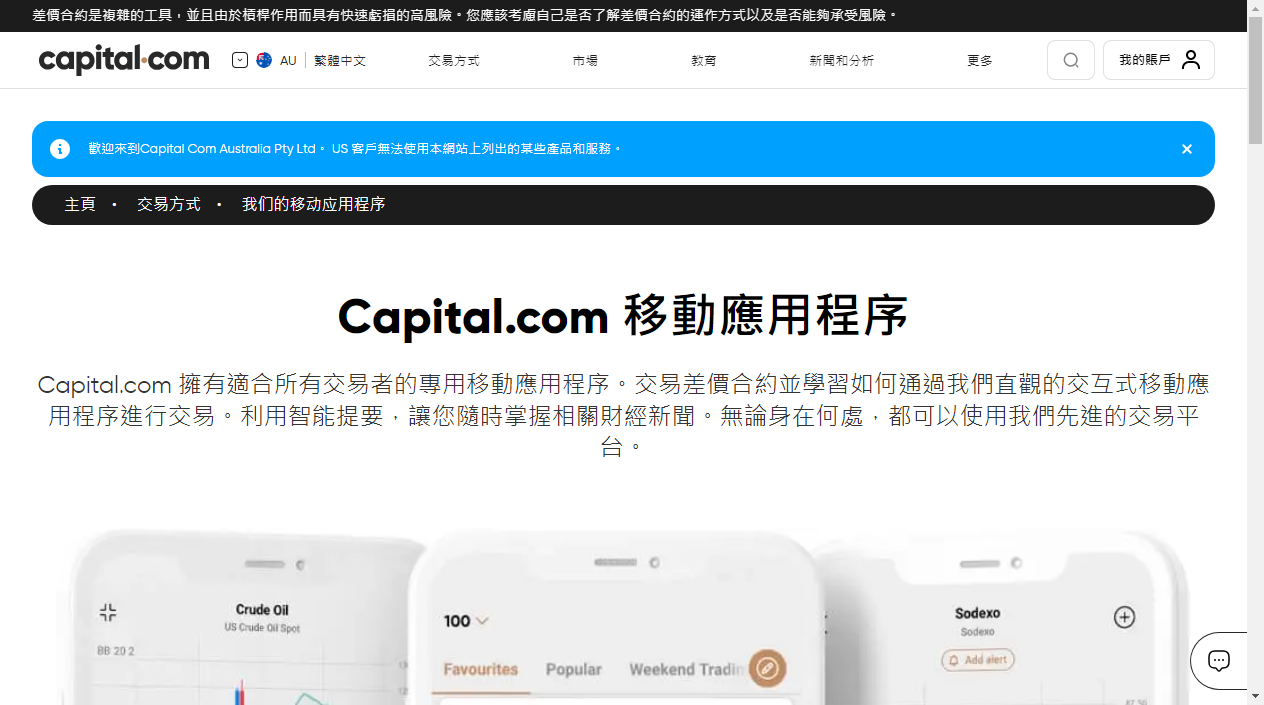 差價合約是複雜的工具，並且由於槓桿作用而具有快速虧損的高風險。您應該考慮自己是否了解差價合約的運作方式以及是否能夠承受風險。
capital.com
AU
繁體中文
交易方式
市場
教育
新聞和分析
更多
我的賬戶
歡迎來到Capital Com Australia Pty Ltd。 US 客戶無法使用本網站上列出的某些產品和服務。
主頁 • 交易方式 • 我们的移动应用程序
Capital.com 移動應用程序
Capital.com 擁有適合所有交易者的專用移動應用程序。交易差價合約並學習如何通過我們直觀的交互式移動應
用程序進行交易。利用智能提要，讓您隨時掌握相關財經新聞。無論身在何處，都可以使用我們先進的交易平
台。
Crude Oil
US Crude Oil Spot
BB 20 2
100
Favourites
Popular
Weekend Tradin
Sodexo
Sodexo
Add alert
87.50